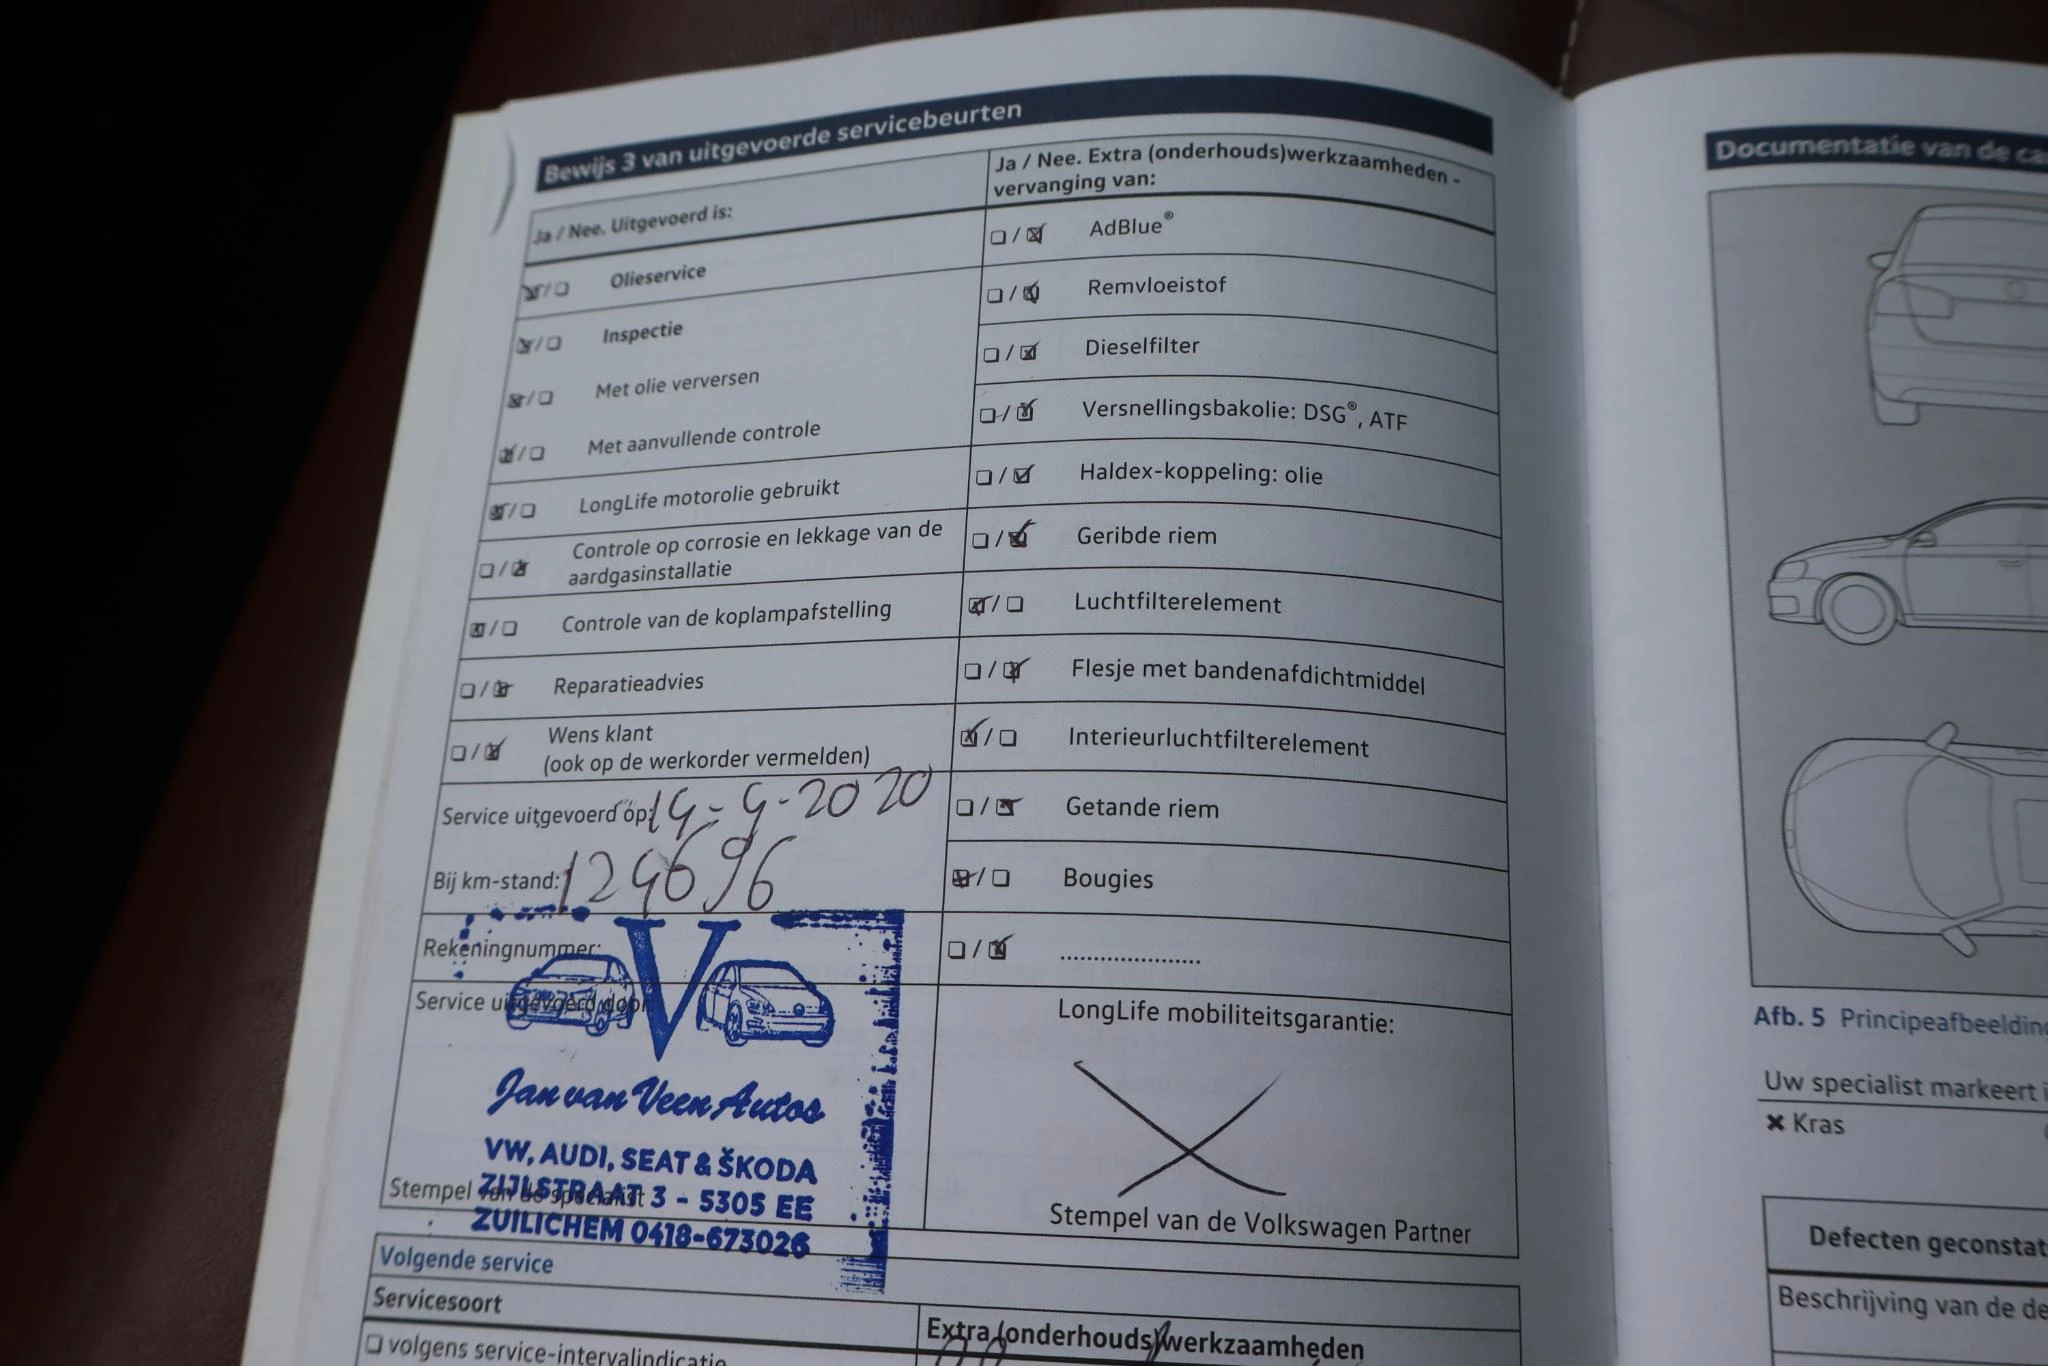 Bewijs 3 van uitgevoerde servicebeurten
Ja / Nee. Uitgevoerd is:
Olieservice
Inspectie
Met olie verversen
Met aanvullende controle
LongLife motorolie gebruikt
Controle op corrosie en lekkage van de
aardgasinstallatie
Controle van de koplampafstelling
Reparatieadvies
Wens klant
(ook op de werkorder vermelden)
Service uitgevoerd op:
Bij km-stand:
Rekeningnummer:
Service uitgevoerd door:
Jan van Veen Autos
VW, AUDI, SEAT & ŠKODA
ZIJLSTRAAT 3 - 5305 EE
ZUILICHEM 0418-673026
Stempel van de specialist
Ja / Nee. Extra (onderhouds)werkzaamheden -
vervanging van:
AdBlue®
Remvloeistof
Dieselfilter
Versnellingsbakolie: DSG®, ATF
Haldex-koppeling: olie
Geribde riem
Luchtfilterelement
Flesje met bandenafdichtmiddel
Interieurluchtfilterelement
Getande riem
Bougies
....................
LongLife mobiliteitsgarantie:
Stempel van de Volkswagen Partner
Volgende service
Servicesoort
volgens service-intervalindicatie
Extra (onderhouds)werkzaamheden
Documentatie van de
Afb. 5 Principeafbeelding
Uw specialist markeert
✖ Kras
Defecten
Beschrijving van de